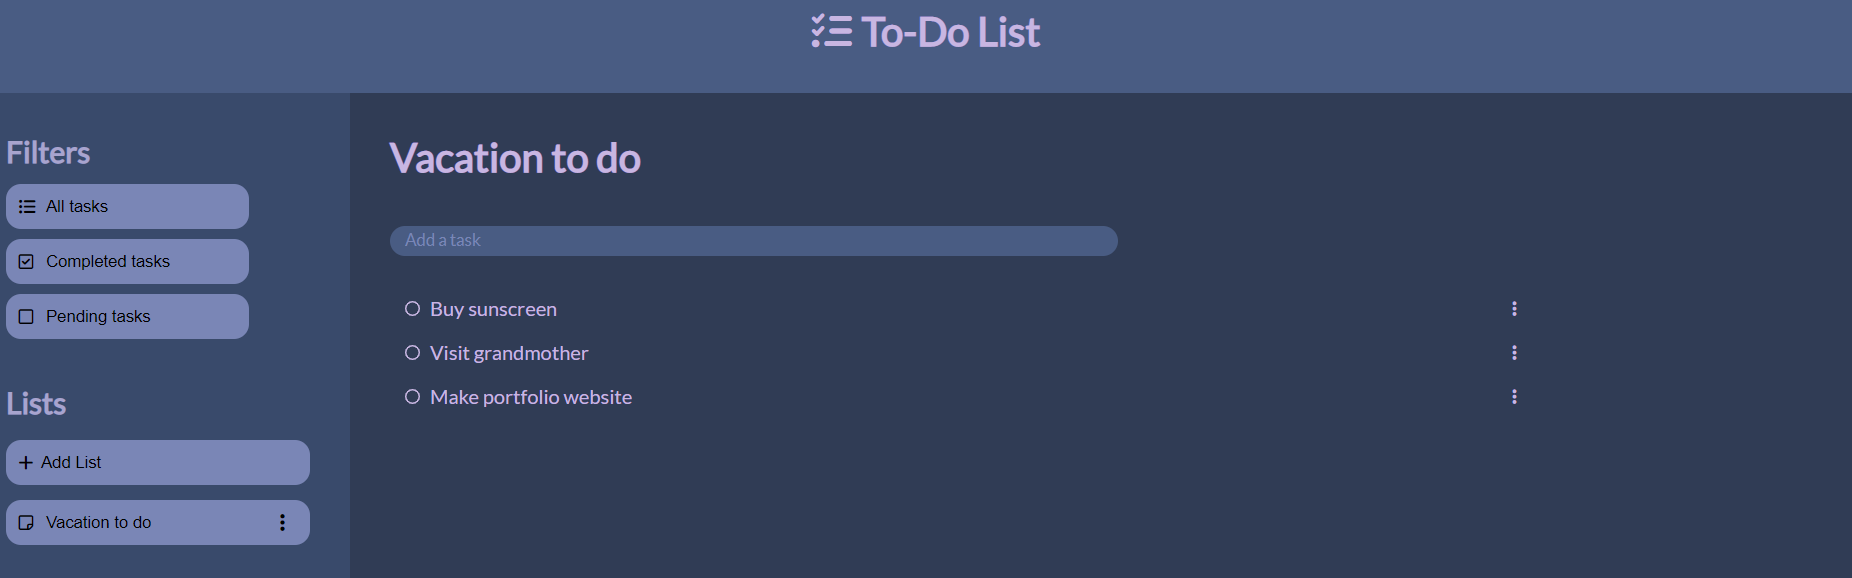 To-Do List
Filters
All tasks
Completed tasks
Pending tasks
Lists
Add List
Vacation to do
Vacation to do
Add a task
Buy sunscreen
Visit grandmother
Make portfolio website